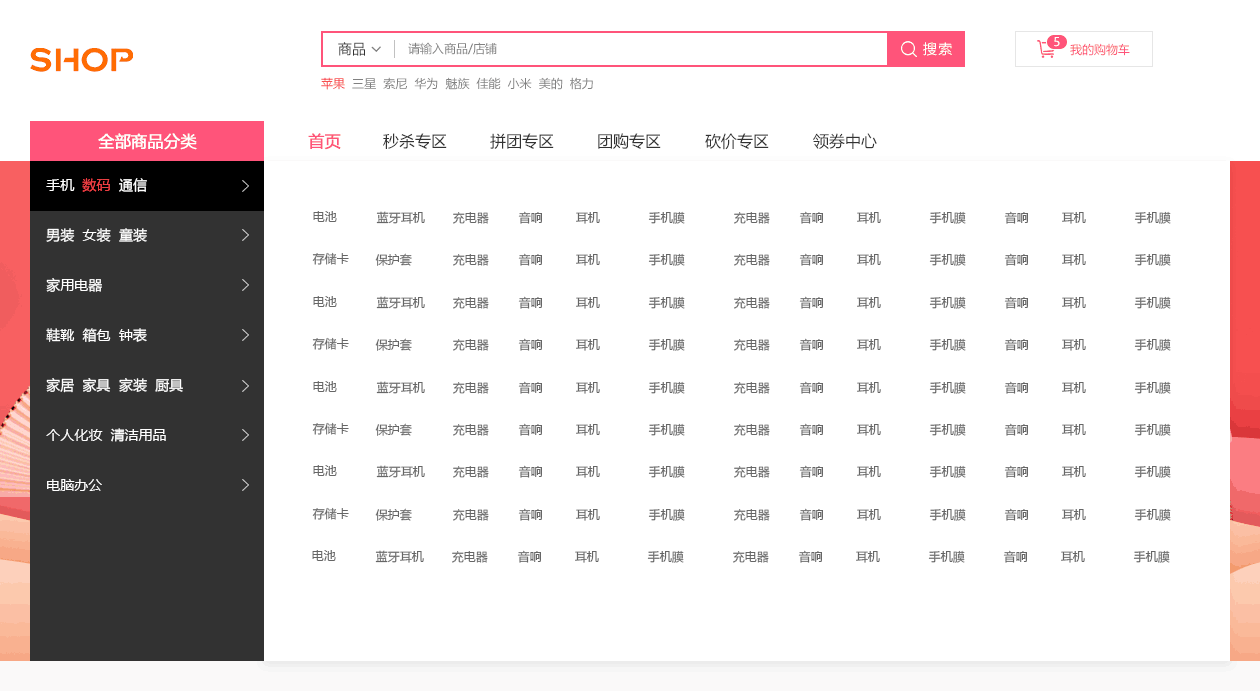 SHOP
商品 请输入商品/店铺 搜索
5 我的购物车
苹果 三星 索尼 华为 魅族 佳能 小米 美的 格力
全部商品分类 首页 秒杀专区 拼团专区 团购专区 砍价专区 领券中心
手机 数码 通信
男装 女装 童装
家用电器
鞋靴 箱包 钟表
家居 家具 家装 厨具
个人化妆 清洁用品
电脑办公
电池 蓝牙耳机 充电器 音响 耳机 手机膜 充电器 音响 耳机 手机膜 音响 耳机 手机膜
存储卡 保护套 充电器 音响 耳机 手机膜 充电器 音响 耳机 手机膜 音响 耳机 手机膜
电池 蓝牙耳机 充电器 音响 耳机 手机膜 充电器 音响 耳机 手机膜 音响 耳机 手机膜
存储卡 保护套 充电器 音响 耳机 手机膜 充电器 音响 耳机 手机膜 音响 耳机 手机膜
电池 蓝牙耳机 充电器 音响 耳机 手机膜 充电器 音响 耳机 手机膜 音响 耳机 手机膜
存储卡 保护套 充电器 音响 耳机 手机膜 充电器 音响 耳机 手机膜 音响 耳机 手机膜
电池 蓝牙耳机 充电器 音响 耳机 手机膜 充电器 音响 耳机 手机膜 音响 耳机 手机膜
存储卡 保护套 充电器 音响 耳机 手机膜 充电器 音响 耳机 手机膜 音响 耳机 手机膜
电池 蓝牙耳机 充电器 音响 耳机 手机膜 充电器 音响 耳机 手机膜 音响 耳机 手机膜